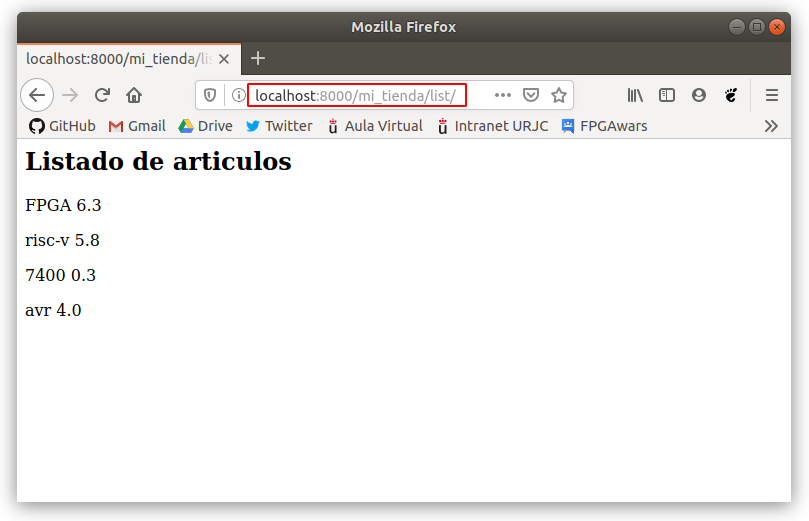 Mozilla Firefox
localhost:8000/mi_tienda/lis
localhost:8000/mi_tienda/list/
GitHub Gmail Drive Twitter Aula Virtual Intranet URJC FPGAwars
Listado de articulos
FPGA 6.3
risc-v 5.8
7400 0.3
avr 4.0